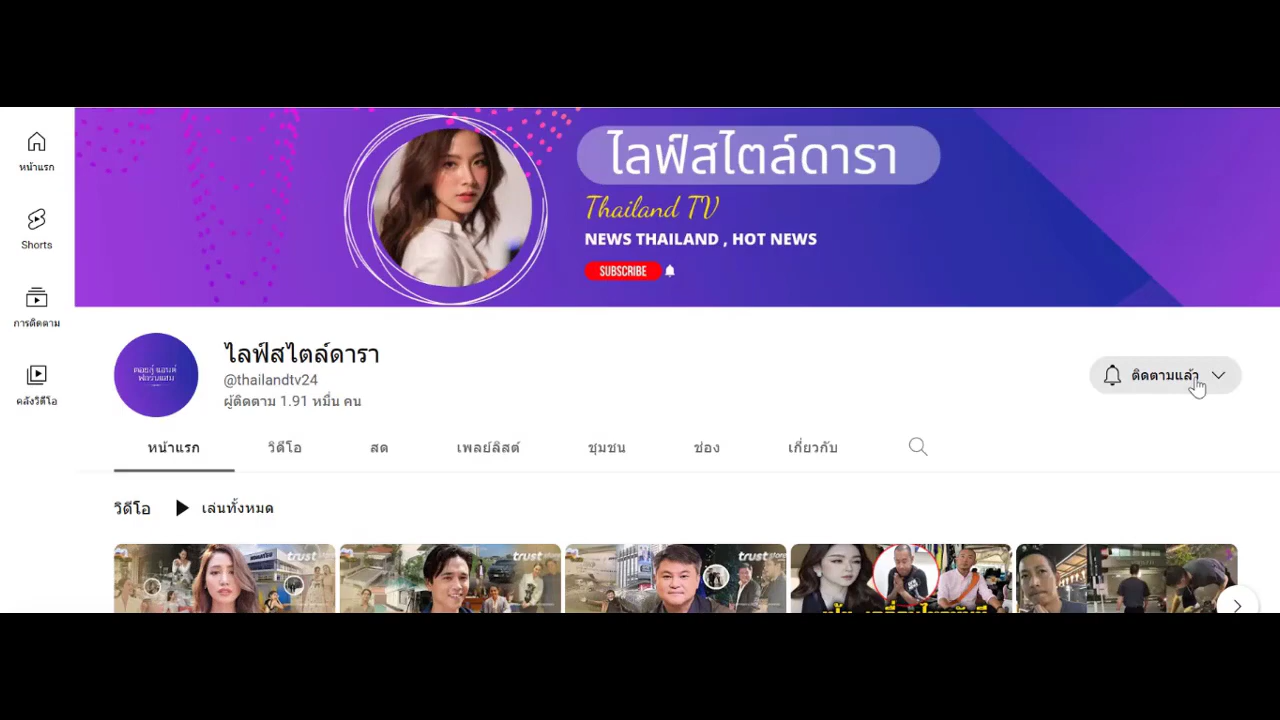 ไลฟ์สไตล์ดารา
Thailand TV
NEWS THAILAND , HOT NEWS
SUBSCRIBE
หน้าแรก
Shorts
การติดตาม
คลังวิดีโอ
ไลฟ์สไตล์ดารา
@thailandtv24
ผู้ติดตาม 1.91 หมื่น คน
ติดตามแล้ว
หน้าแรก
วิดีโอ
สด
เพลย์ลิสต์
ชุมชน
ช่อง
เกี่ยวกับ
วิดีโอ
เล่นทั้งหมด
trust
trust
trust